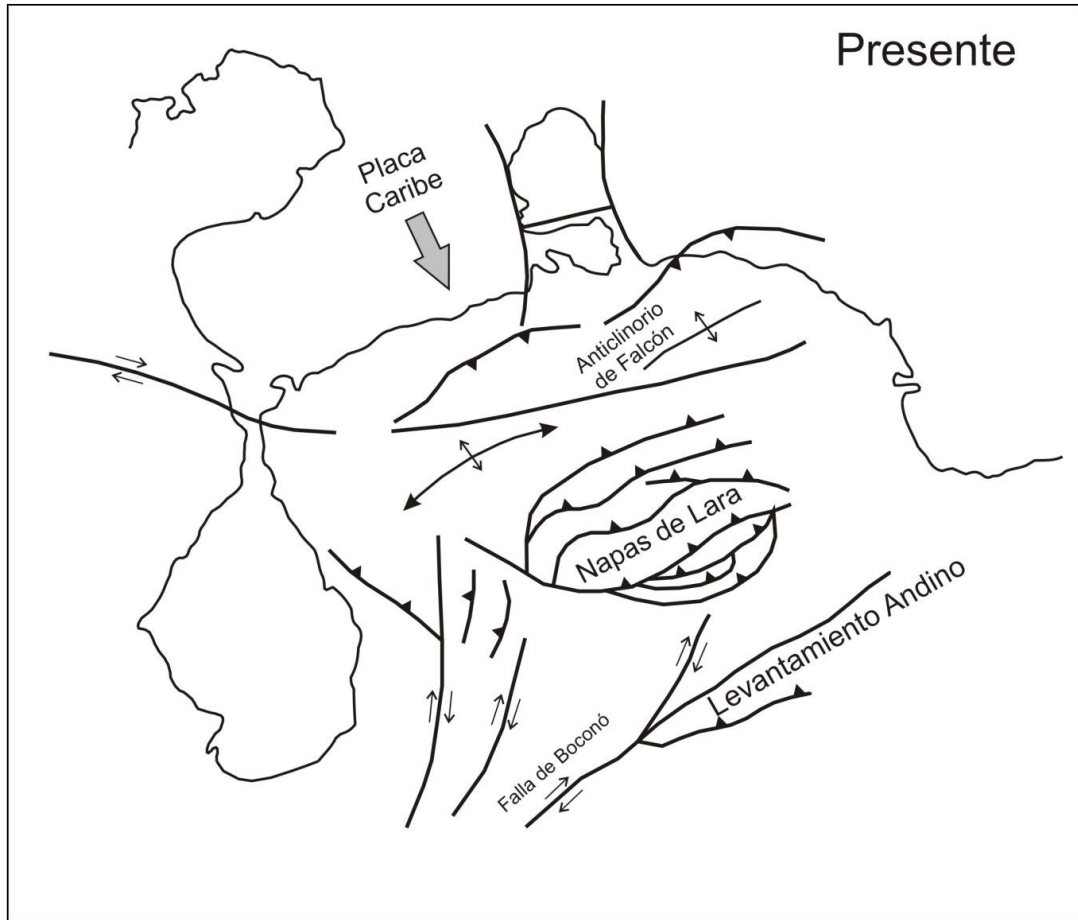 Presente
Placa
Caribe
Anticlinorio
de Falcón
Napas de Lara
Levantamiento Andino
Falla de Boconó